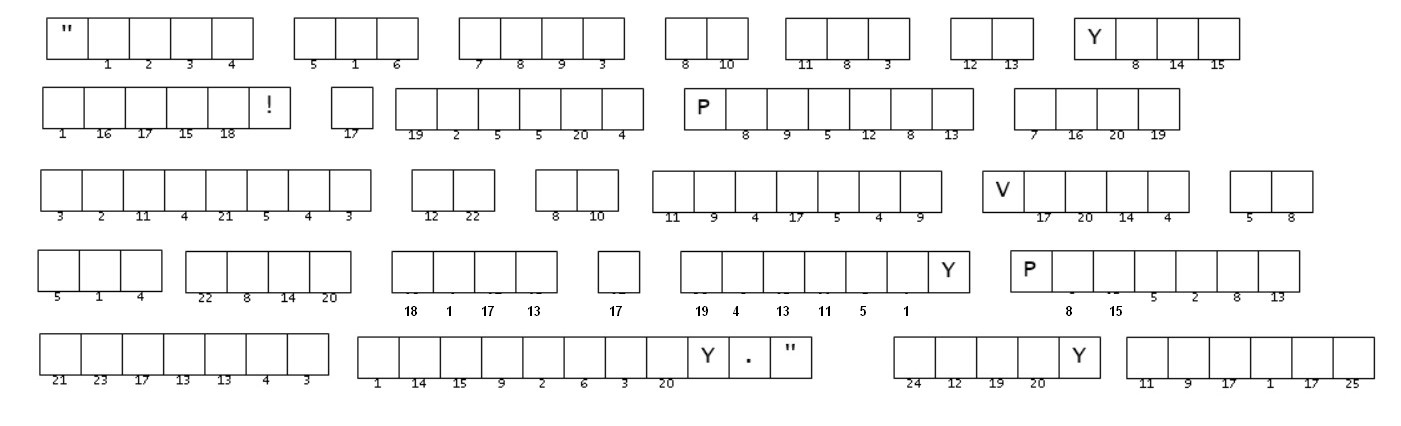 " 1 2 3 4 5 1 6 7 8 9 3 8 10 11 8 3 12 13 Y 8 14 15
! 1 16 17 15 18 17 19 2 5 5 20 4 P 8 9 5 12 8 13 7 16 20 19
3 2 11 4 21 5 4 3 12 22 8 10 11 9 4 17 5 4 9 V 17 20 14 4 5 8
5 1 4 22 8 14 20 18 1 17 13 17 Y 19 4 13 11 5 1 P 8 15 5 2 8 13
21 23 17 13 13 4 3 Y . " 1 14 15 9 2 6 3 20 Y 24 12 19 20 11 9 17 1 17 25